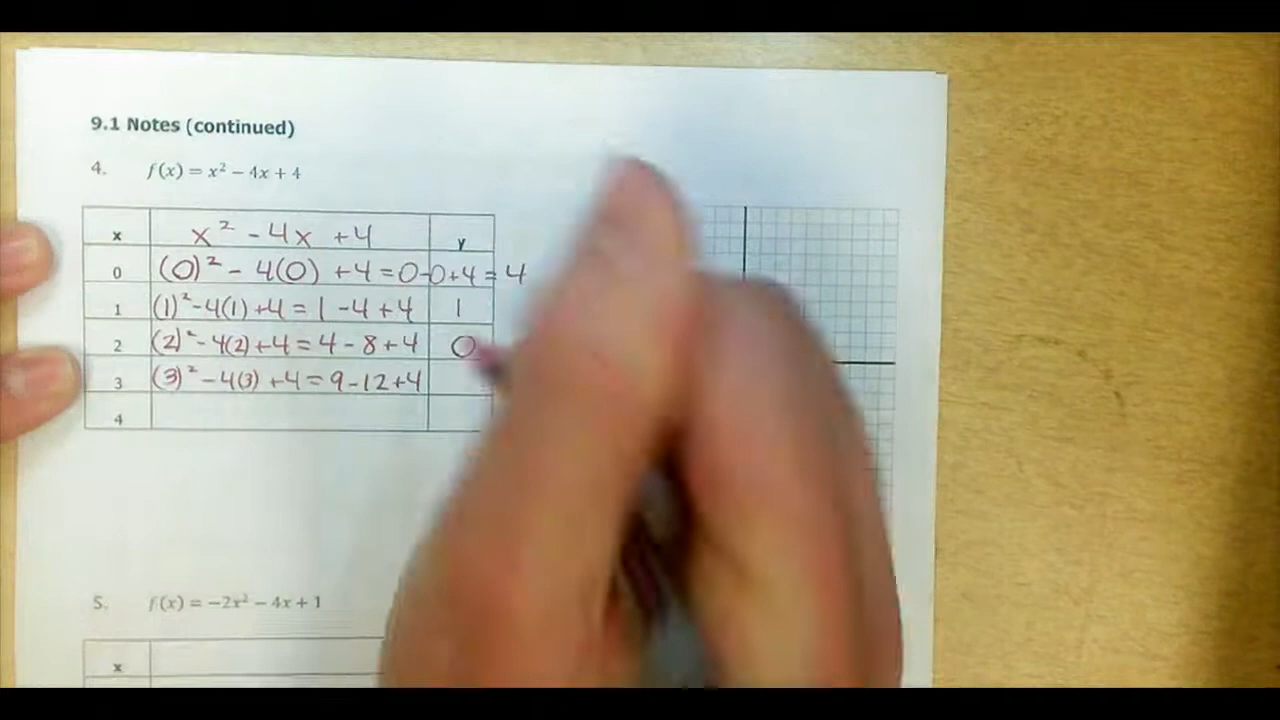 9.1 Notes (continued)
4. f(x) = x² − 4x + 4
x x² - 4x + 4 y
0 (0)² - 4(0) + 4 = 0-0+4 = 4
1 (1)² - 4(1) + 4 = 1 - 4 + 4 1
2 (2)² - 4(2) + 4 = 4 - 8 + 4 0
3 (3)² - 4(3) + 4 = 9 - 12 + 4
4
5. f(x) = −2x² − 4x + 1
x